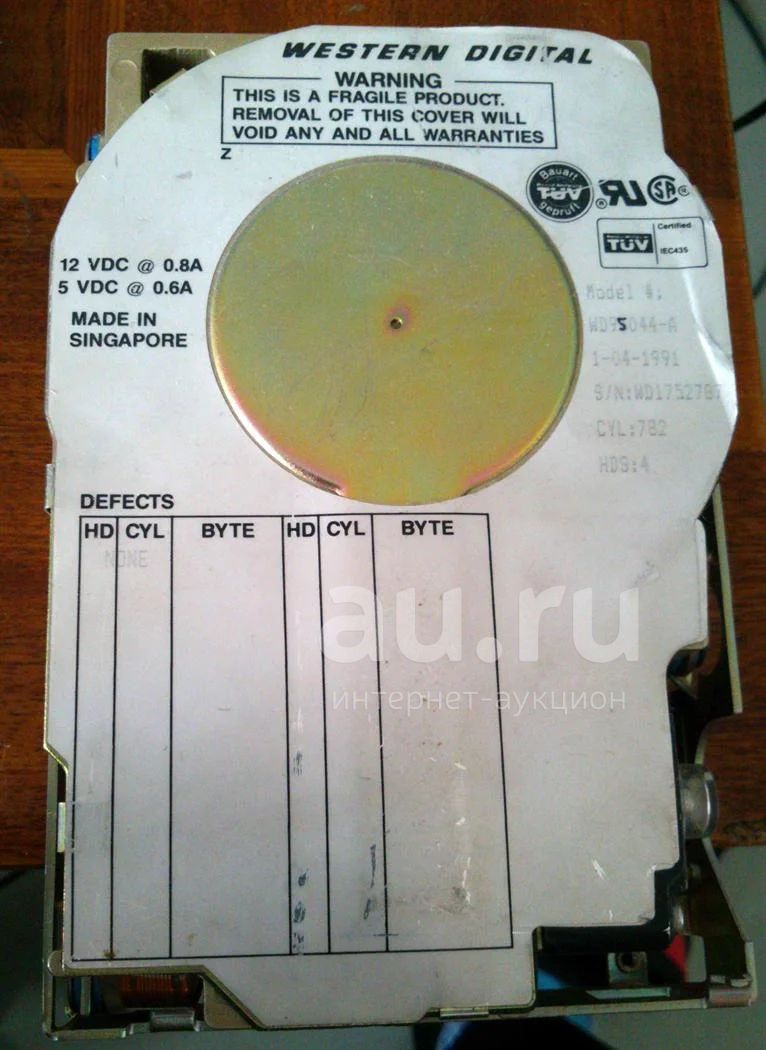 WESTERN DIGITAL
WARNING
THIS IS A FRAGILE PRODUCT.
REMOVAL OF THIS COVER WILL
VOID ANY AND ALL WARRANTIES
Z
Bauart
geprüft
TÜV
Certified
IEC435
12 VDC @ 0.8A
5 VDC @ 0.6A
MADE IN
SINGAPORE
Model #:
WD95044-A
1-04-1991
S/N:WD1752787
CYL:782
HDS:4
DEFECTS
HD CYL BYTE HD CYL BYTE
NONE
au.ru
интернет-аукцион